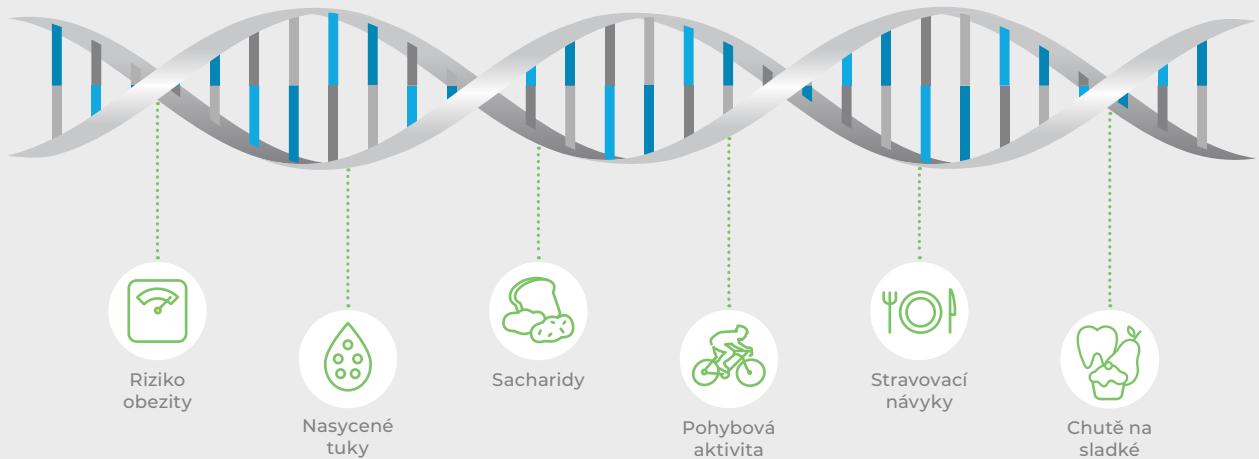 Riziko
obezity
Nasycené
tuky
Sacharidy
Pohybová
aktivita
Stravovací
návyky
Chutě na
sladké